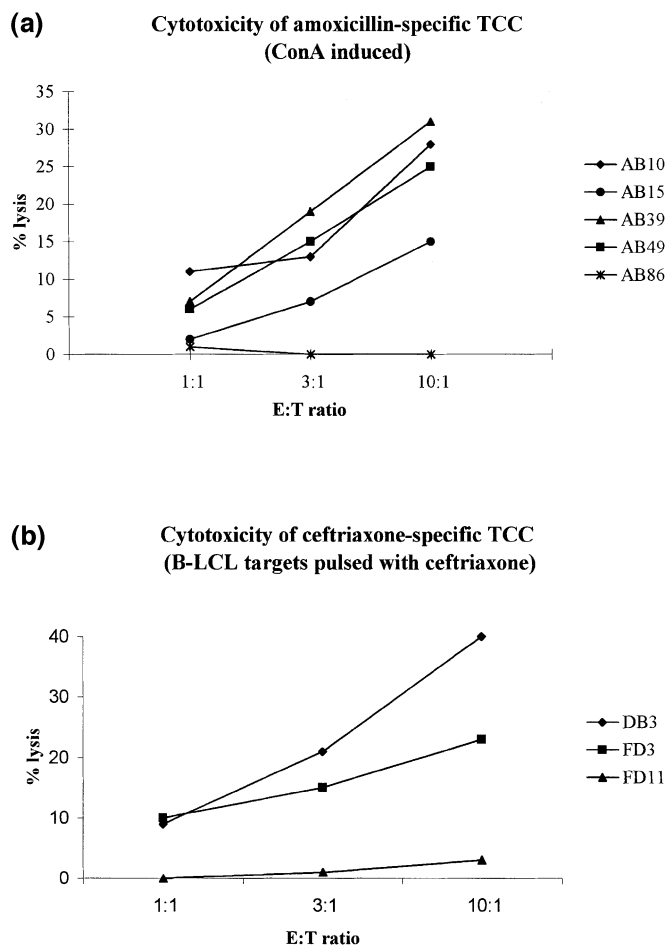 (a)
Cytotoxicity of amoxicillin-specific TCC
(ConA induced)
35
30
25
20
15
10
5
0
% lysis
1:1 3:1 10:1
E:T ratio
AB10
AB15
AB39
AB49
AB86
(b)
Cytotoxicity of ceftriaxone-specific TCC
(B-LCL targets pulsed with ceftriaxone)
40
30
20
10
0
% lysis
1:1 3:1 10:1
E:T ratio
DB3
FD3
FD11